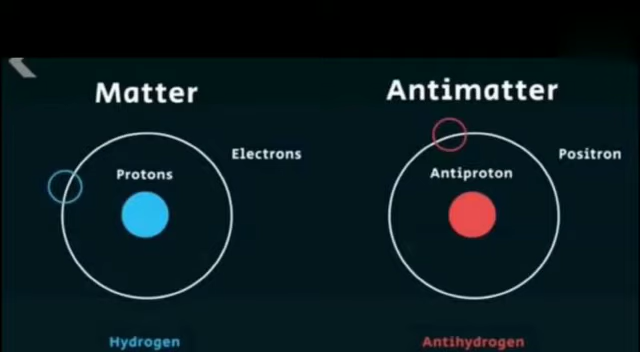 Matter
Antimatter
Electrons
Positron
Protons
Antiproton
Hydrogen
Antihydrogen